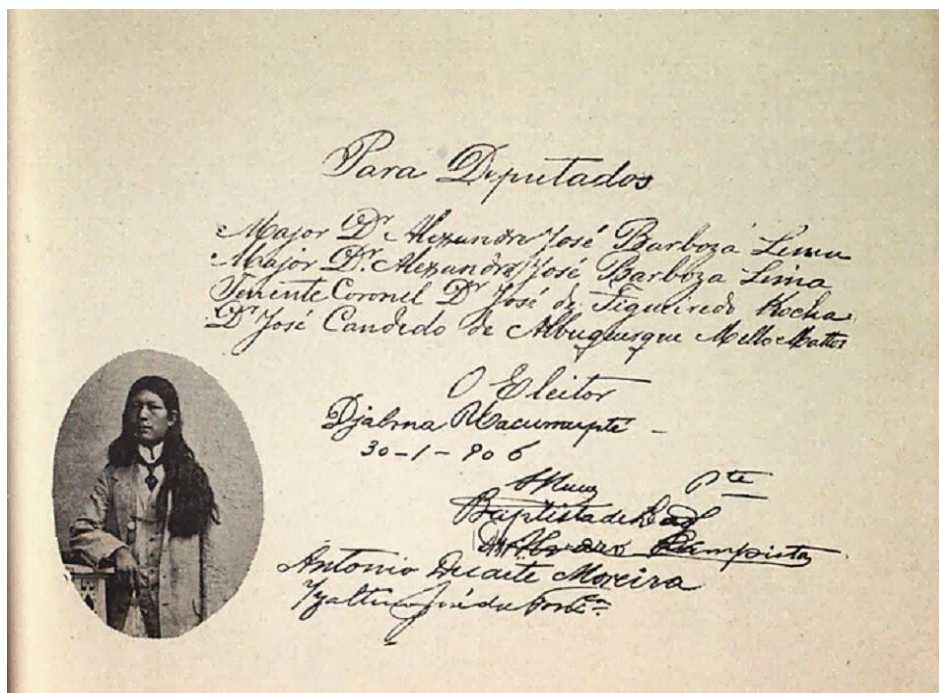 Para Deputados
Major Dr Alexandre José Barboza Lima
Major Dr. Alexandre José Barboza Lima
Tenente Coronel Dr José de Figueiredo Rocha
Dr José Candido de Albuquerque Mello Mattos
O Eleitor
Djalma
30-1-906
Pte
Baptista de
Campista
Antonio Duarte Moreira